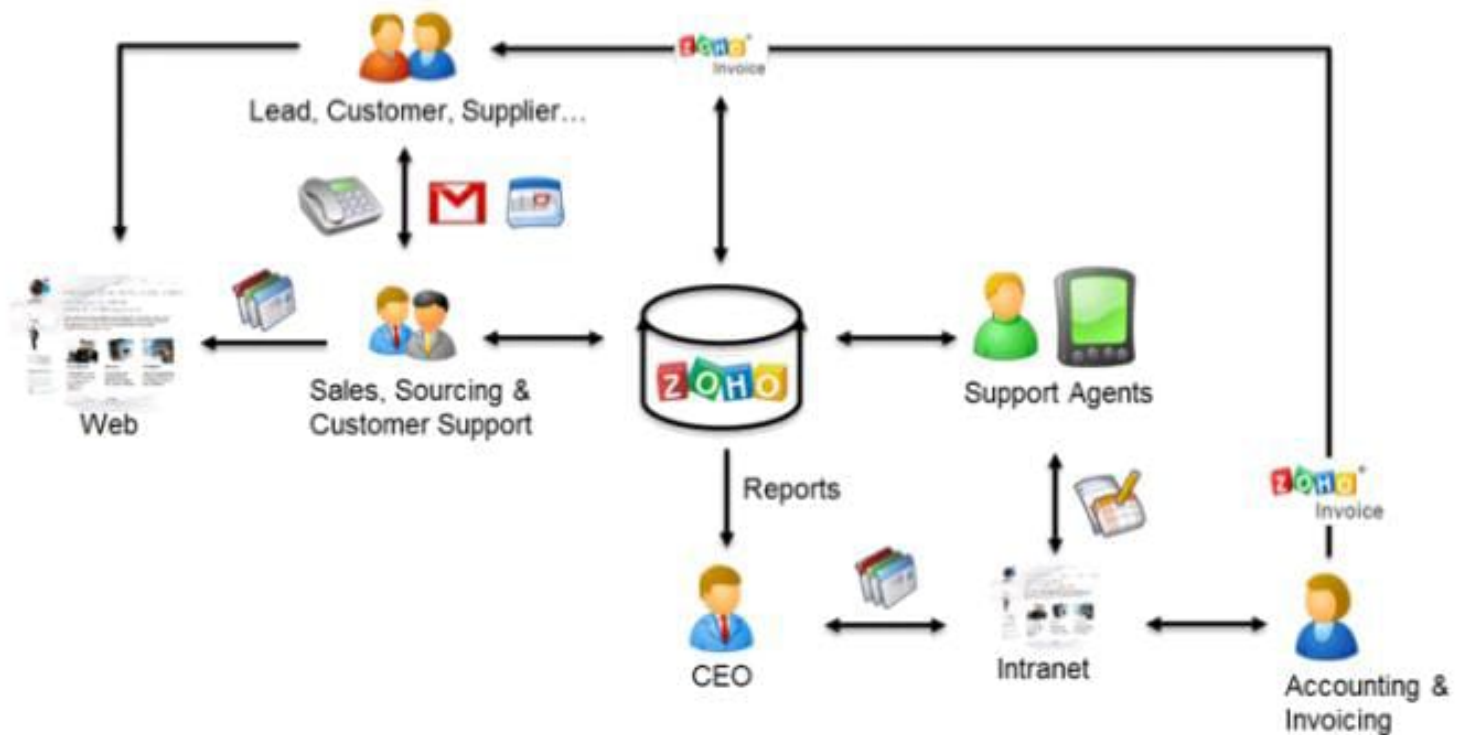 ZOHO
Invoice
Lead, Customer, Supplier...
Web
Sales, Sourcing &
Customer Support
ZOHO
Support Agents
Reports
ZOHO
Invoice
CEO
Intranet
Accounting &
Invoicing